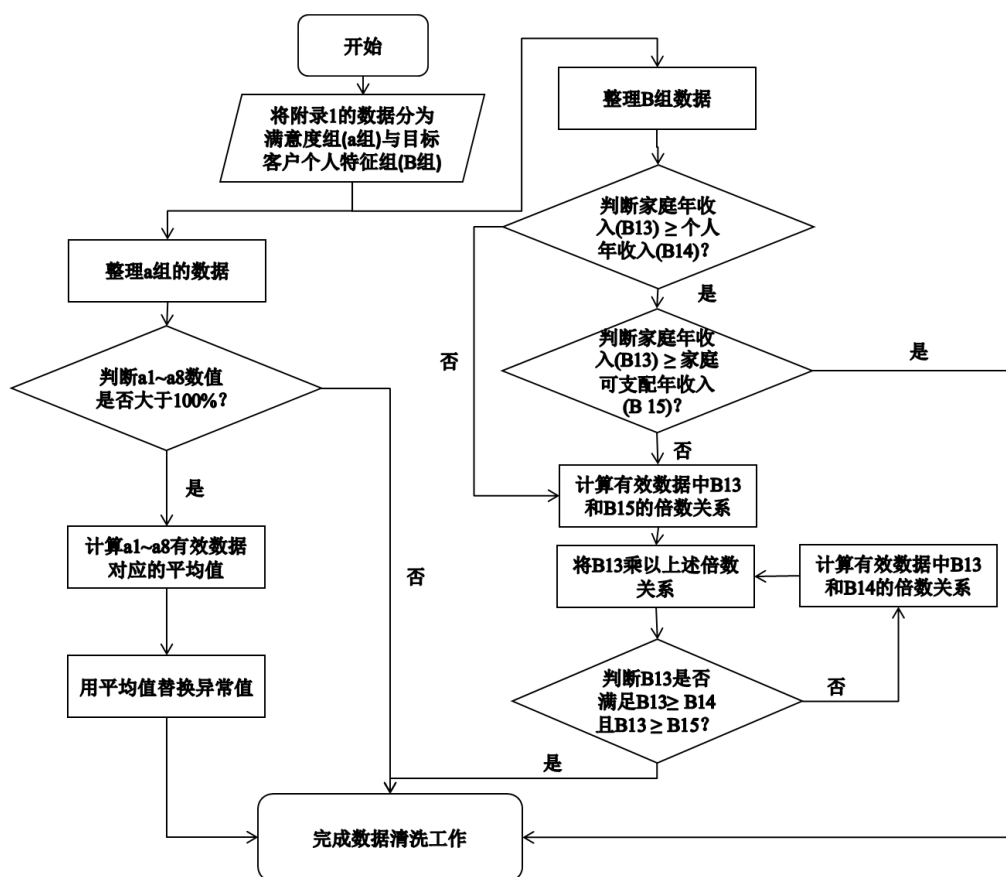 开始
将附录1的数据分为
满意度组(a组)与目标
客户个人特征组(B组)
整理a组的数据
判断a1~a8数值
是否大于100%?
是
否
计算a1~a8有效数据
对应的平均值
用平均值替换异常值
整理B组数据
判断家庭年收
入(B13) ≥ 个人
年收入(B14)?
是
否
判断家庭年收
入(B13) ≥ 家庭
可支配年收入
(B 15)?
是
否
计算有效数据中B13
和B15的倍数关系
将B13乘以上述倍数
关系
计算有效数据中B13
和B14的倍数关系
判断B13是否
满足B13≥ B14
且B13 ≥ B15?
否
是
完成数据清洗工作